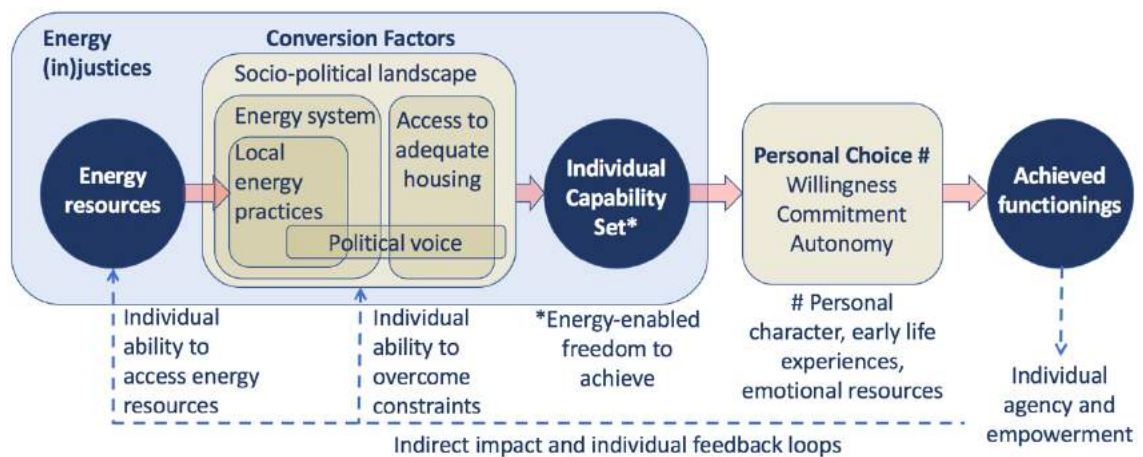 Energy
(in)justices
Conversion Factors
Socio-political landscape
Energy system
Local
energy
practices
Access to
adequate
housing
Political voice
Energy
resources
Individual
Capability
Set*
Personal Choice #
Willingness
Commitment
Autonomy
Achieved
functionings
Individual
ability to
access energy
resources
Individual
ability to
overcome
constraints
*Energy-enabled
freedom to
achieve
# Personal
character, early life
experiences,
emotional resources
Individual
agency and
empowerment
Indirect impact and individual feedback loops